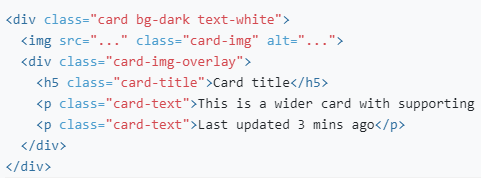 <div class="card bg-dark text-white">
  <img src="..." class="card-img" alt="...">
  <div class="card-img-overlay">
    <h5 class="card-title">Card title</h5>
    <p class="card-text">This is a wider card with supporting
    <p class="card-text">Last updated 3 mins ago</p>
  </div>
</div>